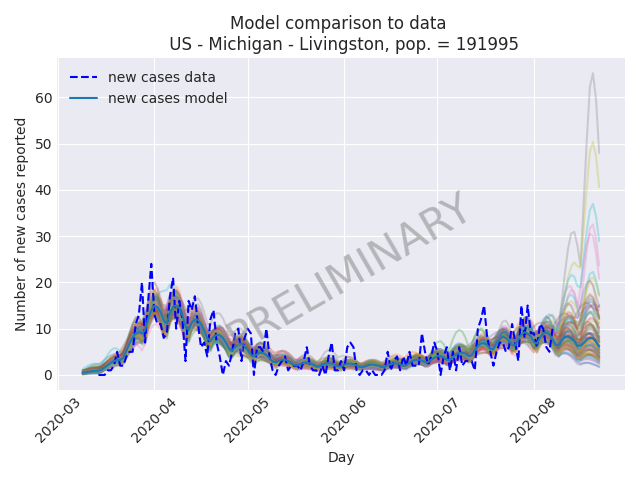 Model comparison to data
US - Michigan - Livingston, pop. = 191995
new cases data
new cases model
PRELIMINARY
Number of new cases reported
60
50
40
30
20
10
0
2020-03
2020-04
2020-05
2020-06
2020-07
2020-08
Day